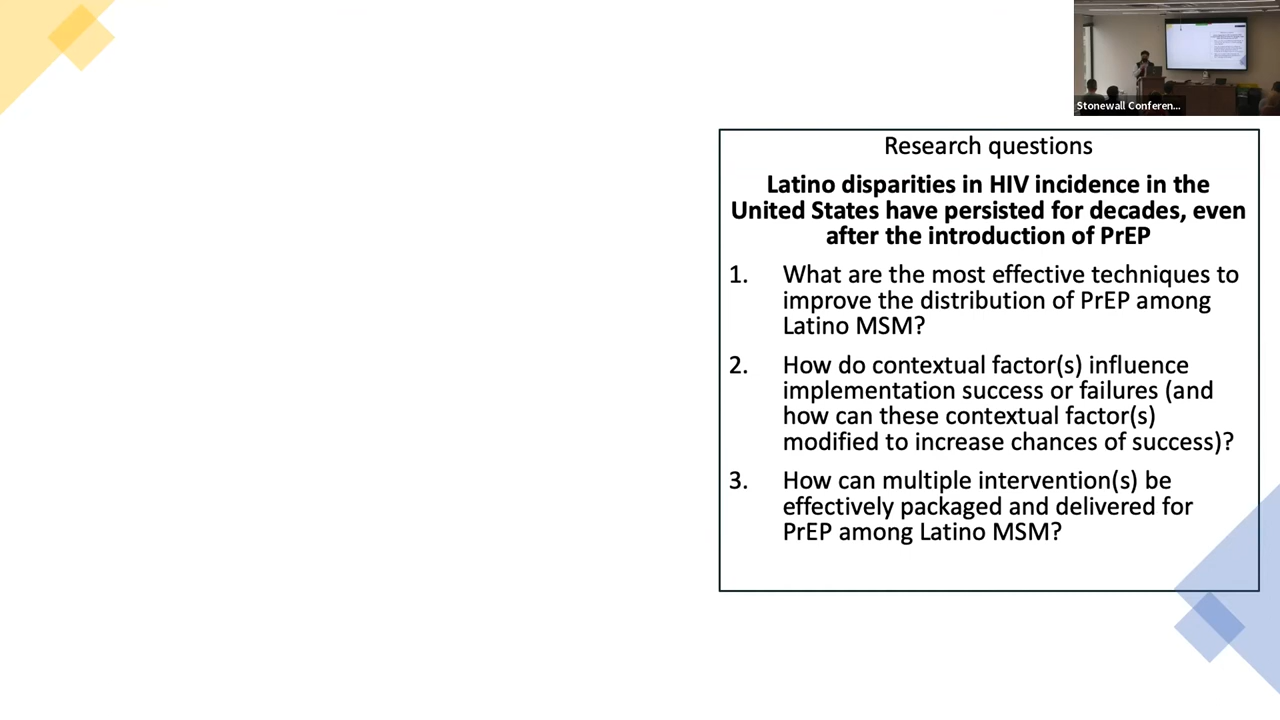 Stonewall Conferen...
Research questions
Latino disparities in HIV incidence in the
United States have persisted for decades, even
after the introduction of PrEP
1. What are the most effective techniques to
improve the distribution of PrEP among
Latino MSM?
2. How do contextual factor(s) influence
implementation success or failures (and
how can these contextual factor(s)
modified to increase chances of success)?
3. How can multiple intervention(s) be
effectively packaged and delivered for
PrEP among Latino MSM?